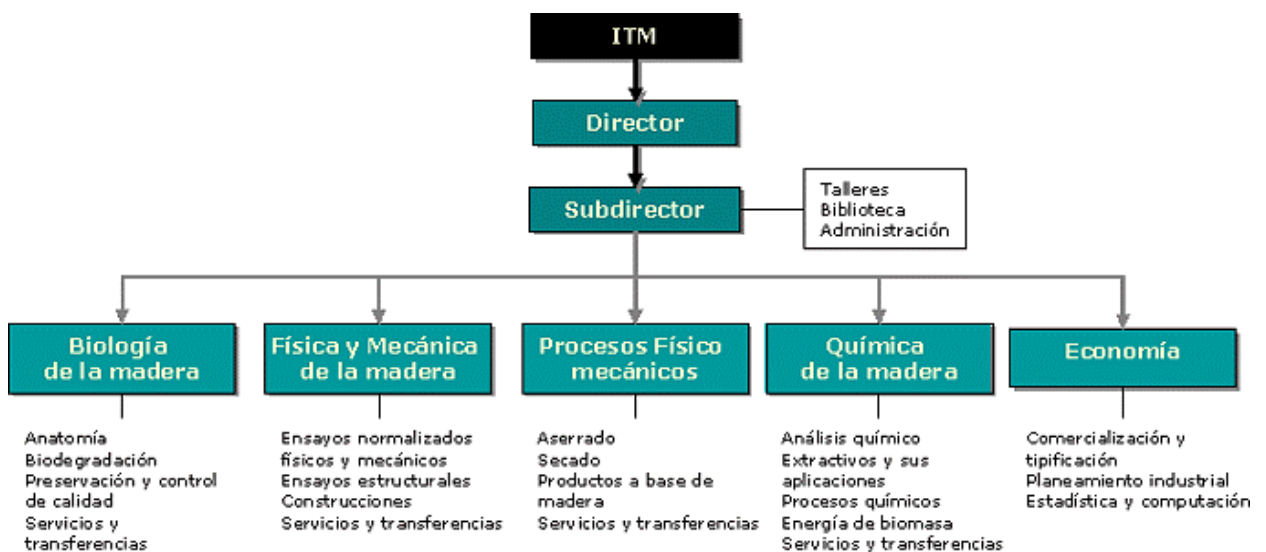 ITM
Director
Subdirector
Talleres
Biblioteca
Administración
Biología
de la madera
Física y Mecánica
de la madera
Procesos Físico
mecánicos
Química
de la madera
Economía
Anatomía
Biodegradación
Preservación y control
de calidad
Servicios y
transferencias
Ensayos normalizados
físicos y mecánicos
Ensayos estructurales
Construcciones
Servicios y transferencias
Aserrado
Secado
Productos a base de
madera
Servicios y transferencias
Análisis químico
Extractivos y sus
aplicaciones
Procesos químicos
Energía de biomasa
Servicios y transferencias
Comercialización y
tipificación
Planeamiento industrial
Estadística y computación